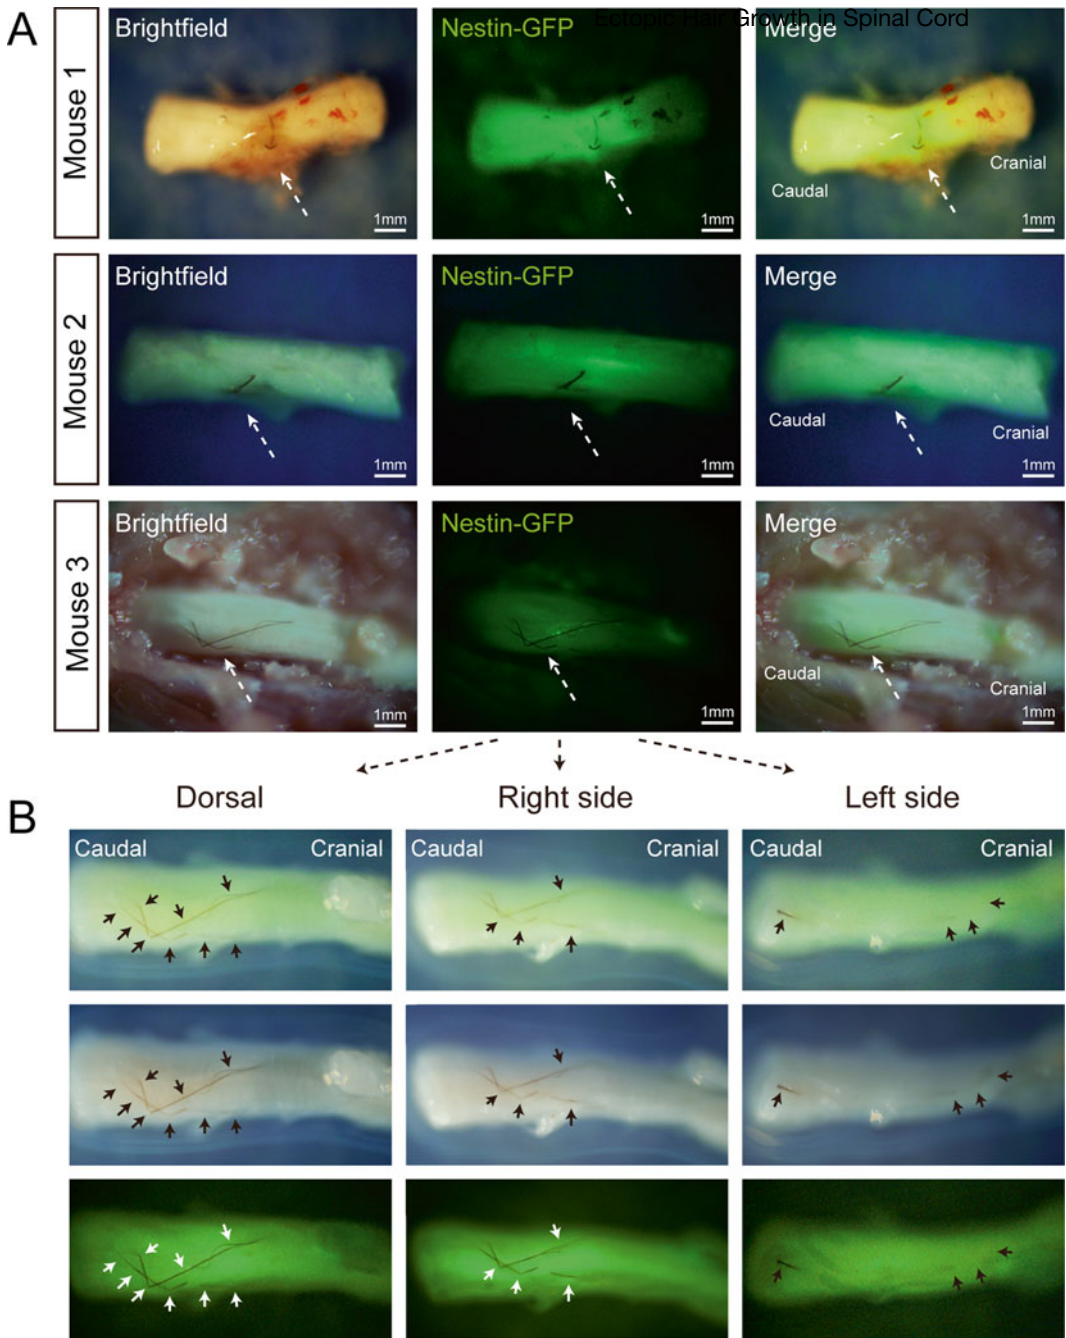 Ectopic Hair Growth in Spinal Cord
A
Mouse 1
Brightfield
1mm
Nestin-GFP
1mm
Merge
Caudal
Cranial
1mm
Mouse 2
Brightfield
1mm
Nestin-GFP
1mm
Merge
Caudal
Cranial
1mm
Mouse 3
Brightfield
1mm
Nestin-GFP
1mm
Merge
Caudal
Cranial
1mm
B
Dorsal
Right side
Left side
Caudal
Cranial
Caudal
Cranial
Caudal
Cranial